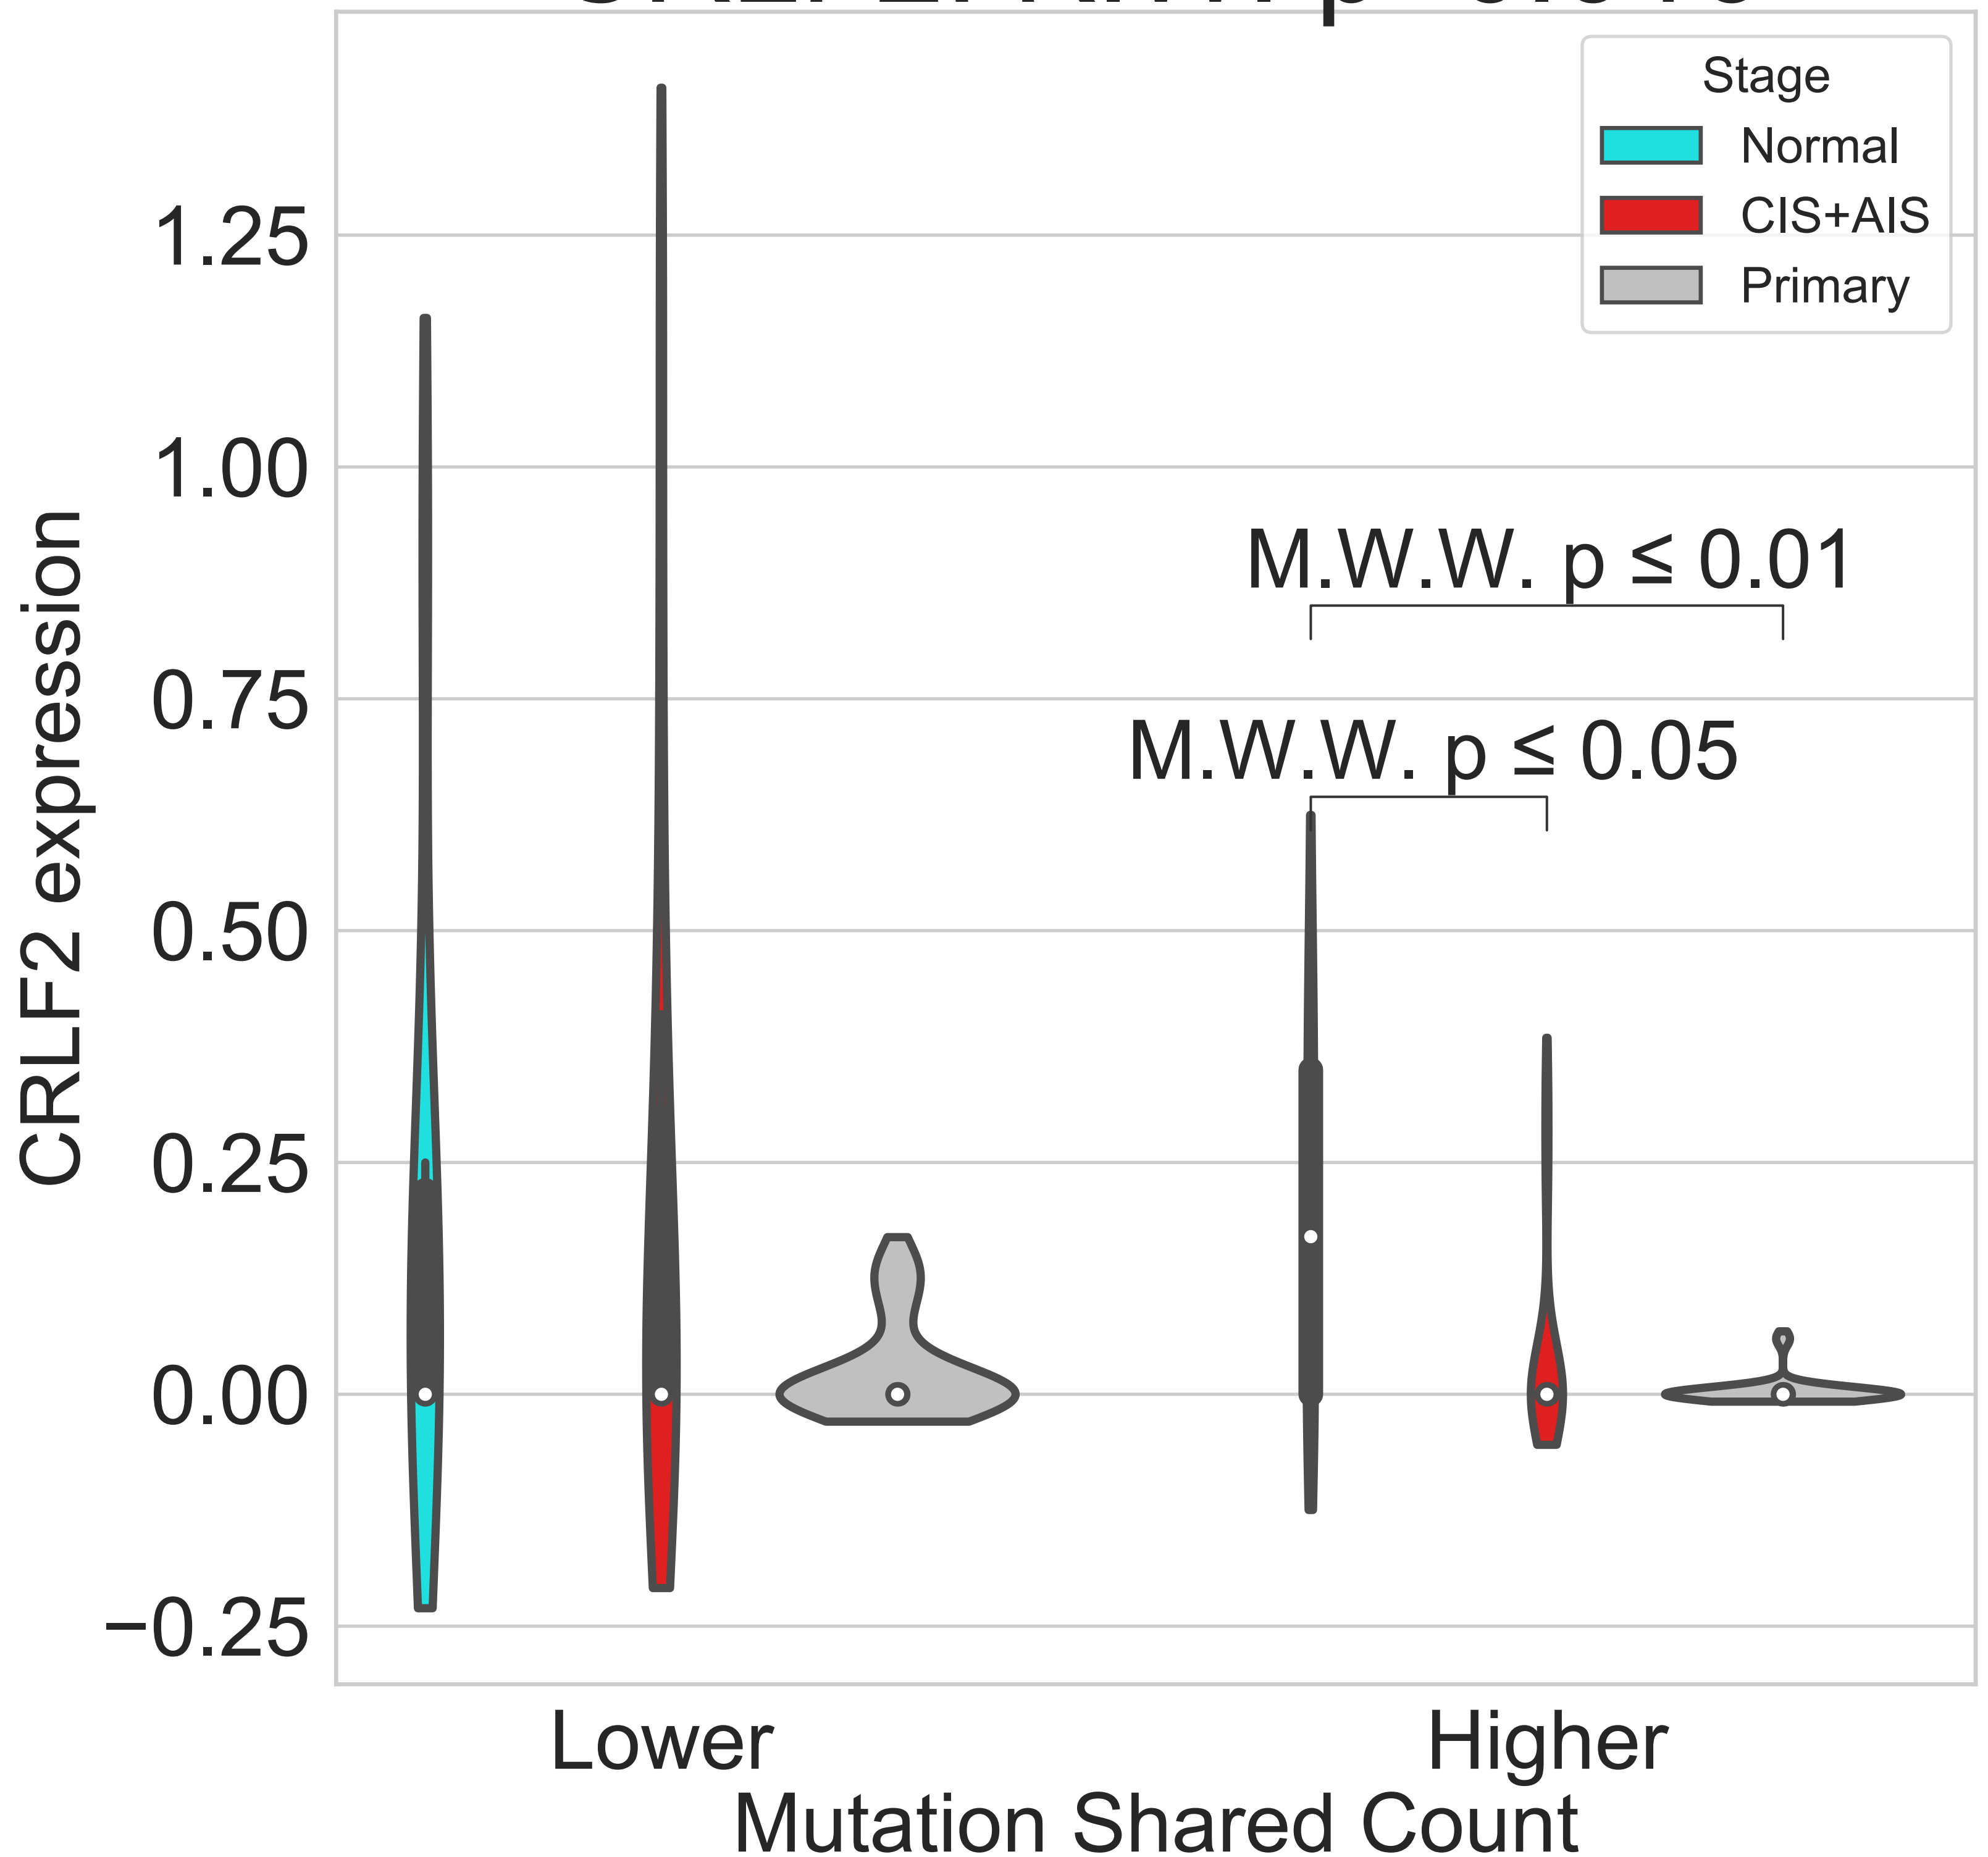 Stage
Normal
CIS+AIS
Primary
1.25
1.00
0.75
0.50
0.25
0.00
−0.25
CRLF2 expression
M.W.W. p ≤ 0.01
M.W.W. p ≤ 0.05
Lower
Higher
Mutation Shared Count